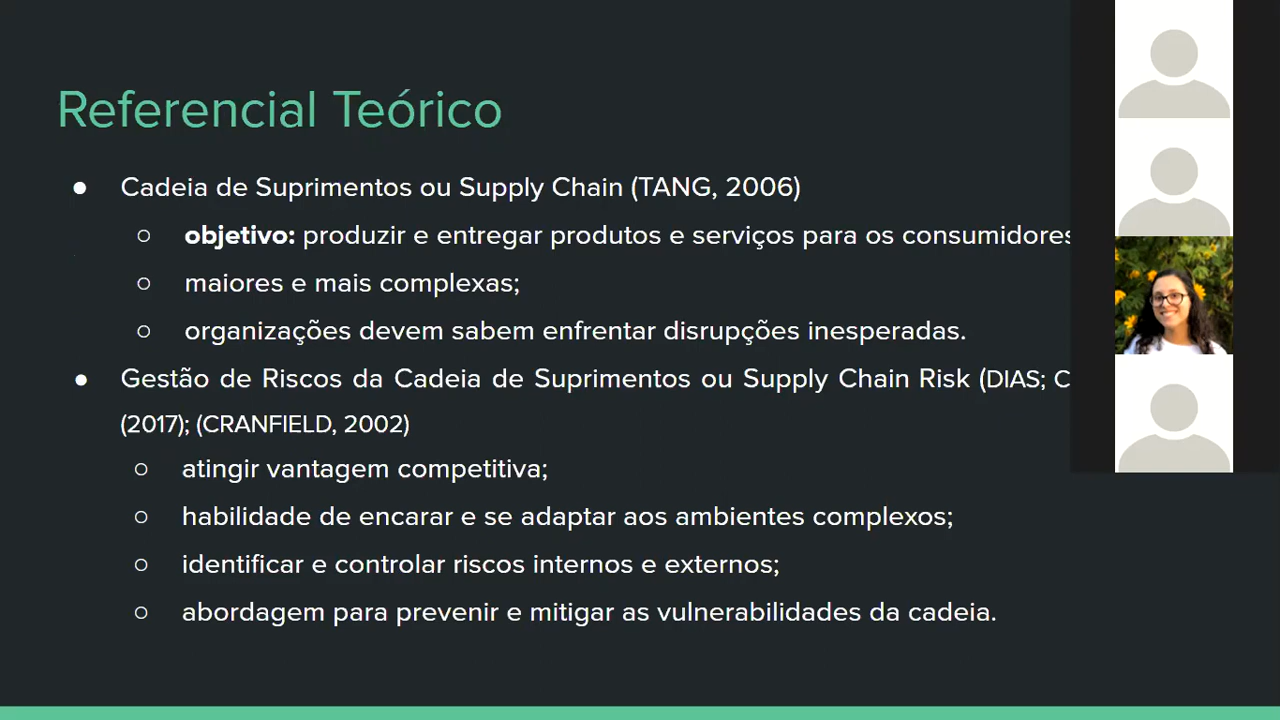 Referencial Teórico
● Cadeia de Suprimentos ou Supply Chain (TANG, 2006)
○ objetivo: produzir e entregar produtos e serviços para os consumidores
○ maiores e mais complexas;
○ organizações devem sabem enfrentar disrupções inesperadas.
● Gestão de Riscos da Cadeia de Suprimentos ou Supply Chain Risk (DIAS; C
(2017); (CRANFIELD, 2002)
○ atingir vantagem competitiva;
○ habilidade de encarar e se adaptar aos ambientes complexos;
○ identificar e controlar riscos internos e externos;
○ abordagem para prevenir e mitigar as vulnerabilidades da cadeia.